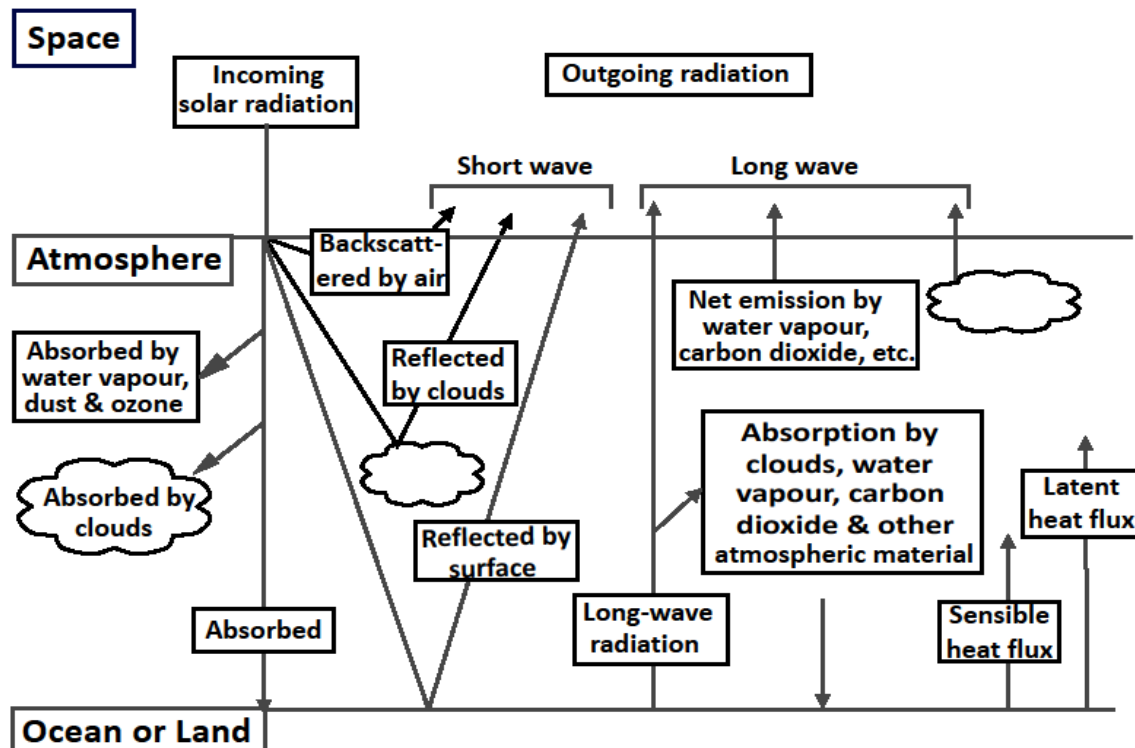 Space
Incoming
solar radiation
Outgoing radiation
Short wave
Long wave
Atmosphere
Backscatt-
ered by air
Net emission by
water vapour,
carbon dioxide, etc.
Absorbed by
water vapour,
dust & ozone
Reflected
by clouds
Absorbed by
clouds
Absorption by
clouds, water
vapour, carbon
dioxide & other
atmospheric material
Latent
heat flux
Reflected by
surface
Absorbed
Long-wave
radiation
Sensible
heat flux
Ocean or Land